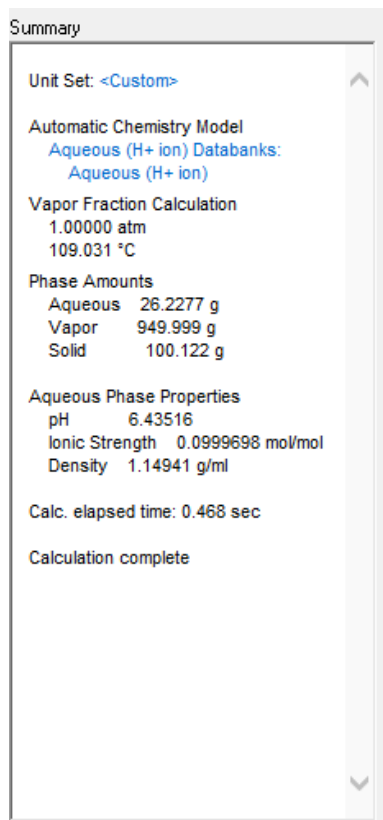 Summary
Unit Set: <Custom>
Automatic Chemistry Model
Aqueous (H+ ion) Databanks:
Aqueous (H+ ion)
Vapor Fraction Calculation
1.00000 atm
109.031 °C
Phase Amounts
Aqueous 26.2277 g
Vapor 949.999 g
Solid 100.122 g
Aqueous Phase Properties
pH 6.43516
Ionic Strength 0.0999698 mol/mol
Density 1.14941 g/ml
Calc. elapsed time: 0.468 sec
Calculation complete